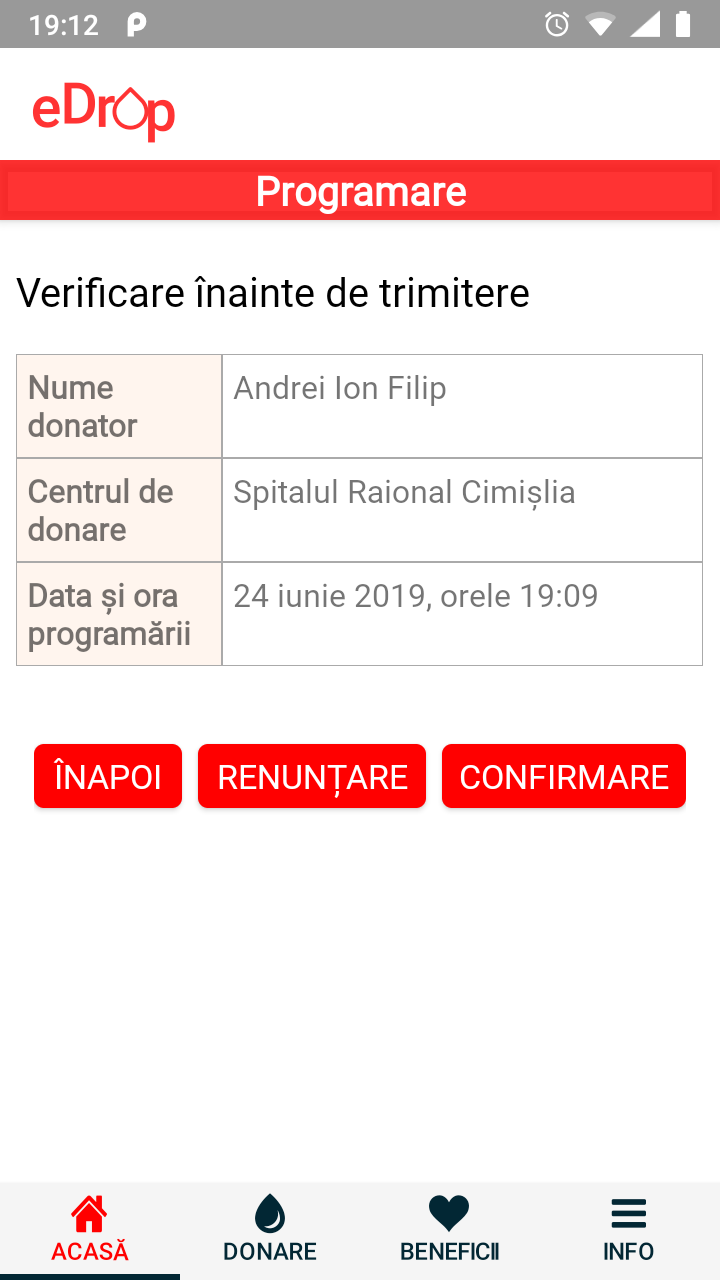 19:12
eDrop
Programare
Verificare înainte de trimitere
Nume
donator
Andrei Ion Filip
Centrul de
donare
Spitalul Raional Cimișlia
Data și ora
programării
24 iunie 2019, orele 19:09
ÎNAPOI
RENUNȚARE
CONFIRMARE
ACASĂ
DONARE
BENEFICII
INFO